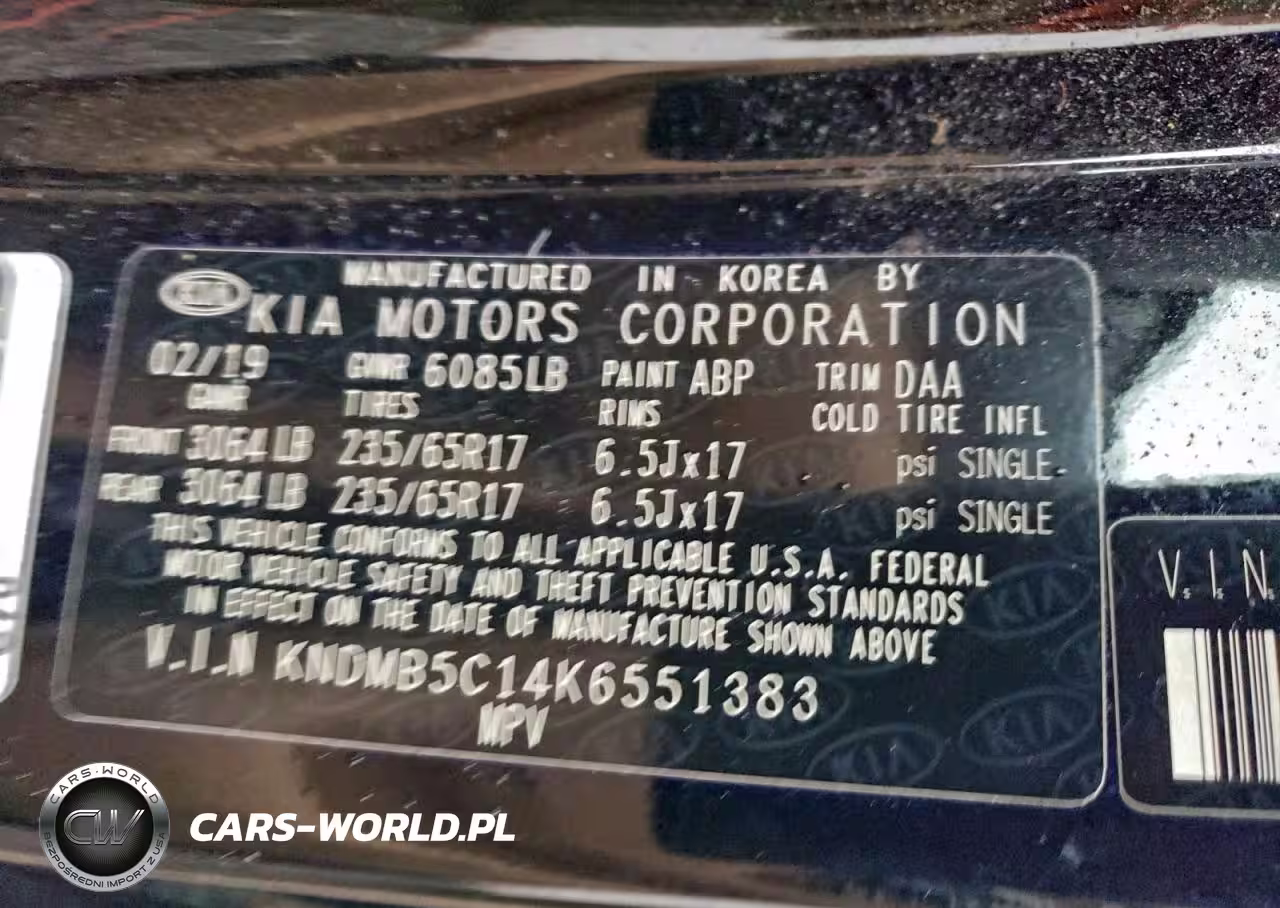 MANUFACTURED IN KOREA BY
KIA KIA MOTORS CORPORATION
02/19 GVWR 6085LB PAINT ABP TRIM DAA
GAWR TIRES RIMS COLD TIRE INFL
FRONT 3064LB 235/65R17 6.5Jx17 psi SINGLE
REAR 3064LB 235/65R17 6.5Jx17 psi SINGLE
THIS VEHICLE CONFORMS TO ALL APPLICABLE U.S.A. FEDERAL
MOTOR VEHICLE SAFETY AND THEFT PREVENTION STANDARDS
IN EFFECT ON THE DATE OF MANUFACTURE SHOWN ABOVE
V.I.N KNDMB5C14K6551383
MPV
V.I.N.
CARS-WORLD
CW
BEZPOŚREDNI IMPORT Z USA
CARS-WORLD.PL